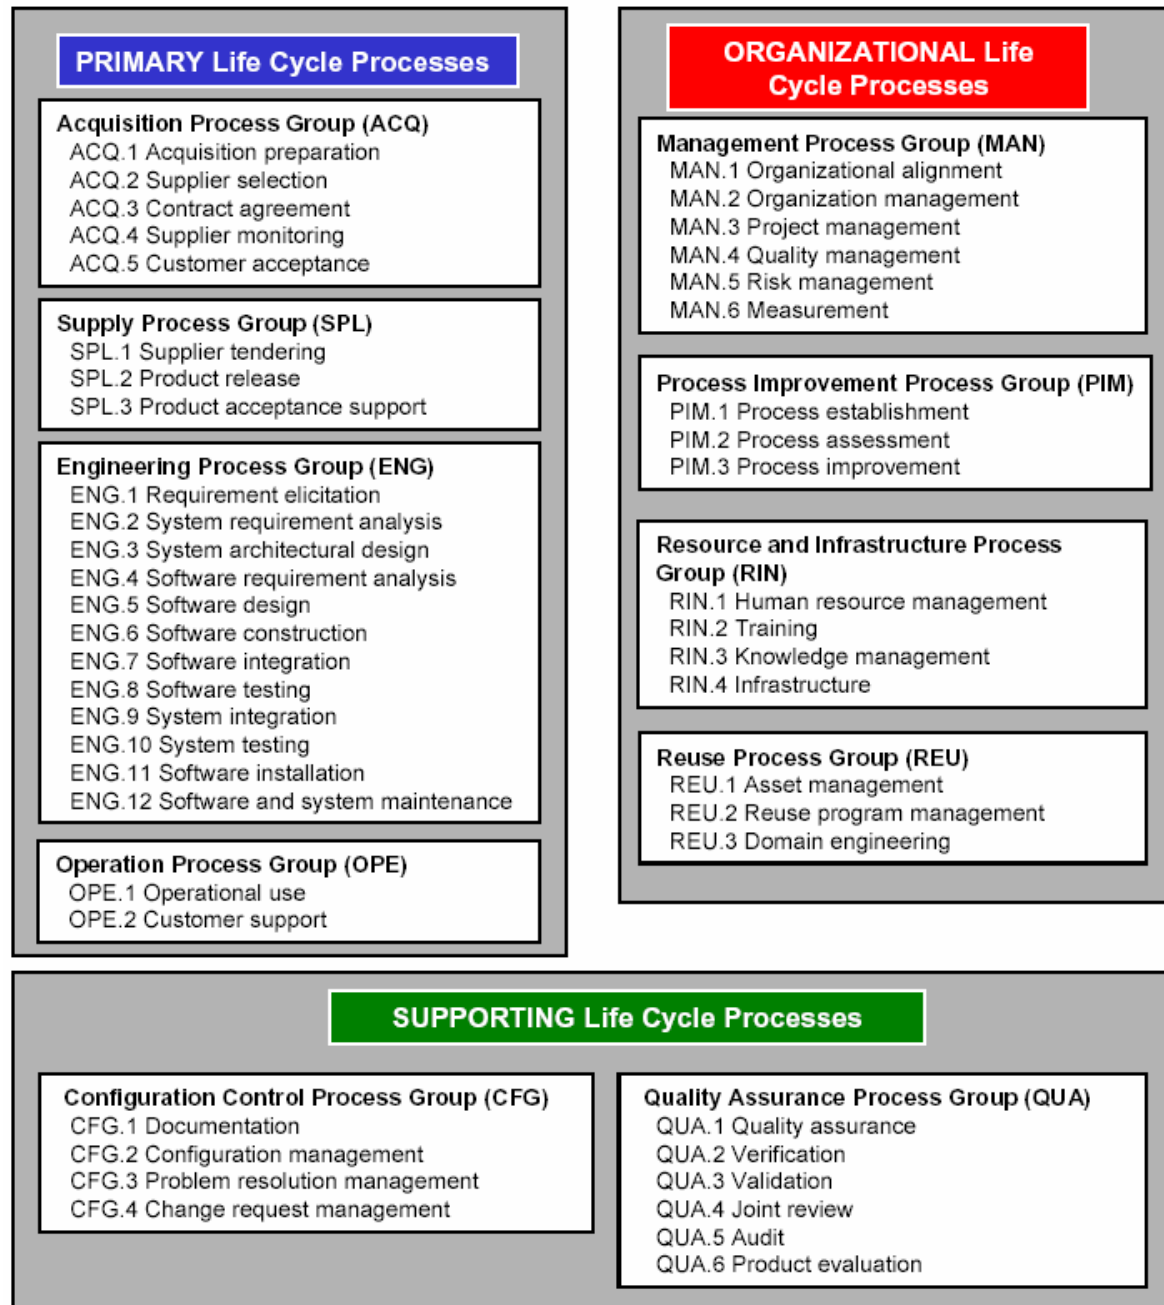 PRIMARY Life Cycle Processes
Acquisition Process Group (ACQ)
ACQ.1 Acquisition preparation
ACQ.2 Supplier selection
ACQ.3 Contract agreement
ACQ.4 Supplier monitoring
ACQ.5 Customer acceptance
Supply Process Group (SPL)
SPL.1 Supplier tendering
SPL.2 Product release
SPL.3 Product acceptance support
Engineering Process Group (ENG)
ENG.1 Requirement elicitation
ENG.2 System requirement analysis
ENG.3 System architectural design
ENG.4 Software requirement analysis
ENG.5 Software design
ENG.6 Software construction
ENG.7 Software integration
ENG.8 Software testing
ENG.9 System integration
ENG.10 System testing
ENG.11 Software installation
ENG.12 Software and system maintenance
Operation Process Group (OPE)
OPE.1 Operational use
OPE.2 Customer support
ORGANIZATIONAL Life
Cycle Processes
Management Process Group (MAN)
MAN.1 Organizational alignment
MAN.2 Organization management
MAN.3 Project management
MAN.4 Quality management
MAN.5 Risk management
MAN.6 Measurement
Process Improvement Process Group (PIM)
PIM.1 Process establishment
PIM.2 Process assessment
PIM.3 Process improvement
Resource and Infrastructure Process
Group (RIN)
RIN.1 Human resource management
RIN.2 Training
RIN.3 Knowledge management
RIN.4 Infrastructure
Reuse Process Group (REU)
REU.1 Asset management
REU.2 Reuse program management
REU.3 Domain engineering
SUPPORTING Life Cycle Processes
Configuration Control Process Group (CFG)
CFG.1 Documentation
CFG.2 Configuration management
CFG.3 Problem resolution management
CFG.4 Change request management
Quality Assurance Process Group (QUA)
QUA.1 Quality assurance
QUA.2 Verification
QUA.3 Validation
QUA.4 Joint review
QUA.5 Audit
QUA.6 Product evaluation